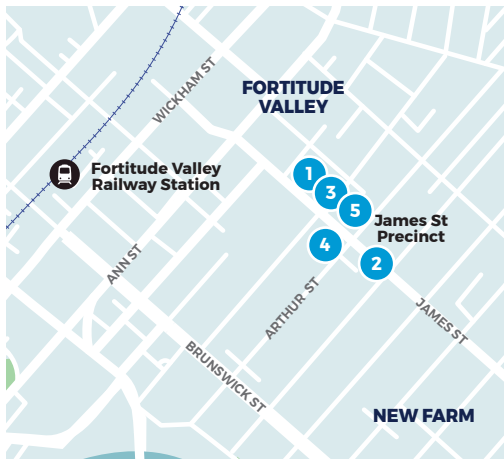 WICKHAM ST
FORTITUDE
VALLEY
Fortitude Valley
Railway Station
1
3
5
James St
Precinct
4
2
ANN ST
ARTHUR ST
JAMES ST
BRUNSWICK ST
NEW FARM